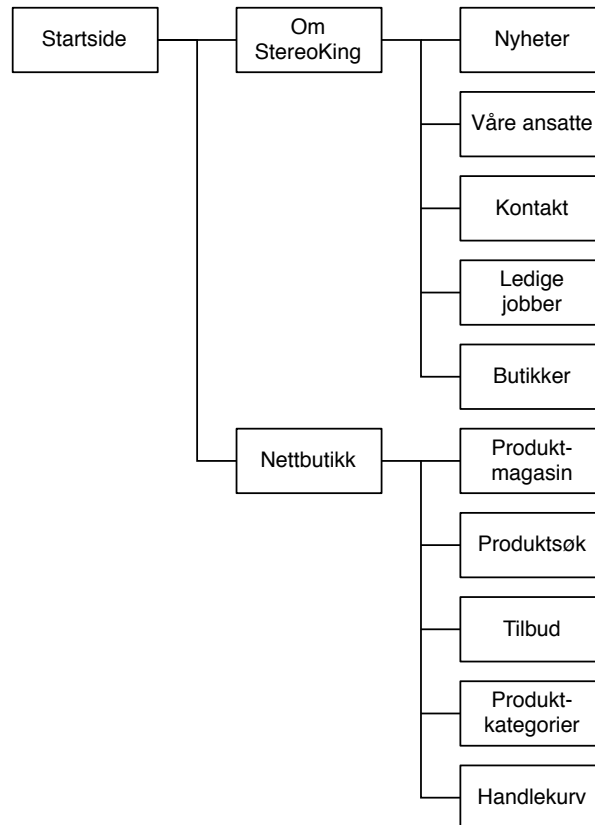 Startside
Om
StereoKing
Nyheter
Våre ansatte
Kontakt
Ledige
jobber
Butikker
Nettbutikk
Produkt-
magasin
Produktsøk
Tilbud
Produkt-
kategorier
Handlekurv